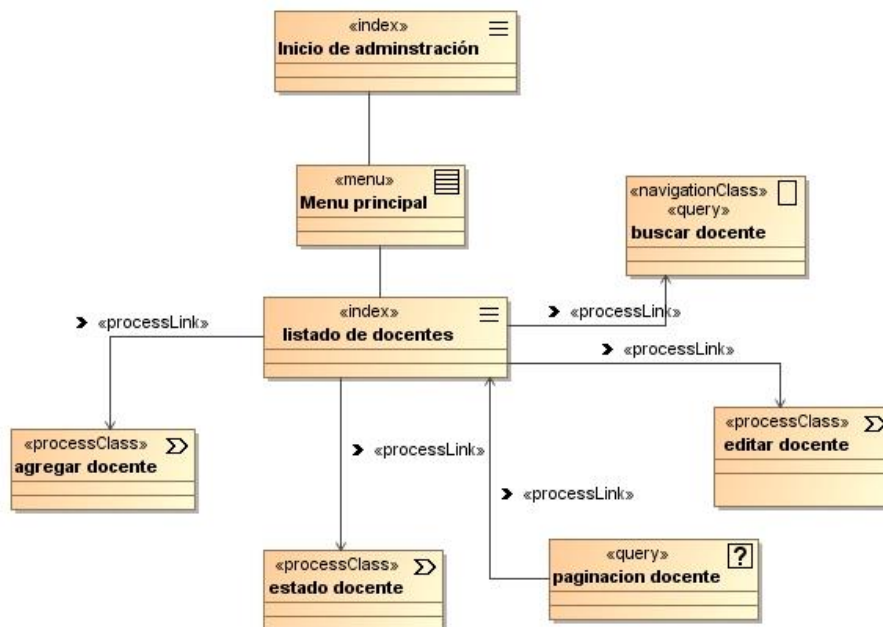 «index»
Inicio de adminstración
«menu»
Menu principal
«navigationClass»
«query»
buscar docente
«index»
listado de docentes
«processLink»
«processLink»
«processLink»
«processClass»
agregar docente
«processClass»
editar docente
«processLink»
«processLink»
«processClass»
estado docente
«query»
?
paginacion docente